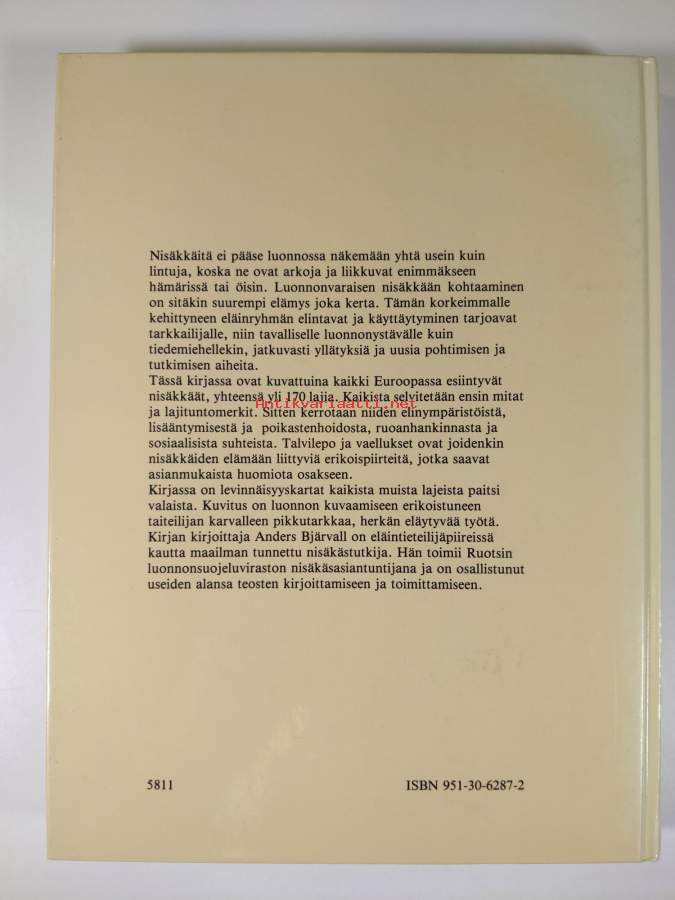 Nisäkkäitä ei pääse luonnossa näkemään yhtä usein kuin
lintuja, koska ne ovat arkoja ja liikkuvat enimmäkseen
hämärissä tai öisin. Luonnonvaraisen nisäkkään kohtaaminen
on sitäkin suurempi elämys joka kerta. Tämän korkeimmalle
kehittyneen eläinryhmän elintavat ja käyttäytyminen tarjoavat
tarkkailijalle, niin tavalliselle luonnonystävälle kuin
tiedemiehellekin, jatkuvasti yllätyksiä ja uusia pohtimisen ja
tutkimisen aiheita.
Tässä kirjassa ovat kuvattuina kaikki Euroopassa esiintyvät
nisäkkäät, yhteensä yli 170 lajia. Kaikista selvitetään ensin mitat
Antikvariaatti.net
ja lajituntomerkit. Sitten kerrotaan niiden elinympäristöistä,
lisääntymisestä ja poikastenhoidosta, ruoanhankinnasta ja
sosiaalisista suhteista. Talvilepo ja vaellukset ovat joidenkin
nisäkkäiden elämään liittyviä erikoispiirteitä, jotka saavat
asianmukaista huomiota osakseen.
Kirjassa on levinnäisyyskartat kaikista muista lajeista paitsi
valaista. Kuvitus on luonnon kuvaamiseen erikoistuneen
taiteilijan karvalleen pikkutarkkaa, herkän eläytyvää työtä.
Kirjan kirjoittaja Anders Bjärvall on eläintieteilijäpiireissä
kautta maailman tunnettu nisäkästutkija. Hän toimii Ruotsin
luonnonsuojeluviraston nisäkäsasiantuntijana ja on osallistunut
useiden alansa teosten kirjoittamiseen ja toimittamiseen.
5811
ISBN 951-30-6287-2